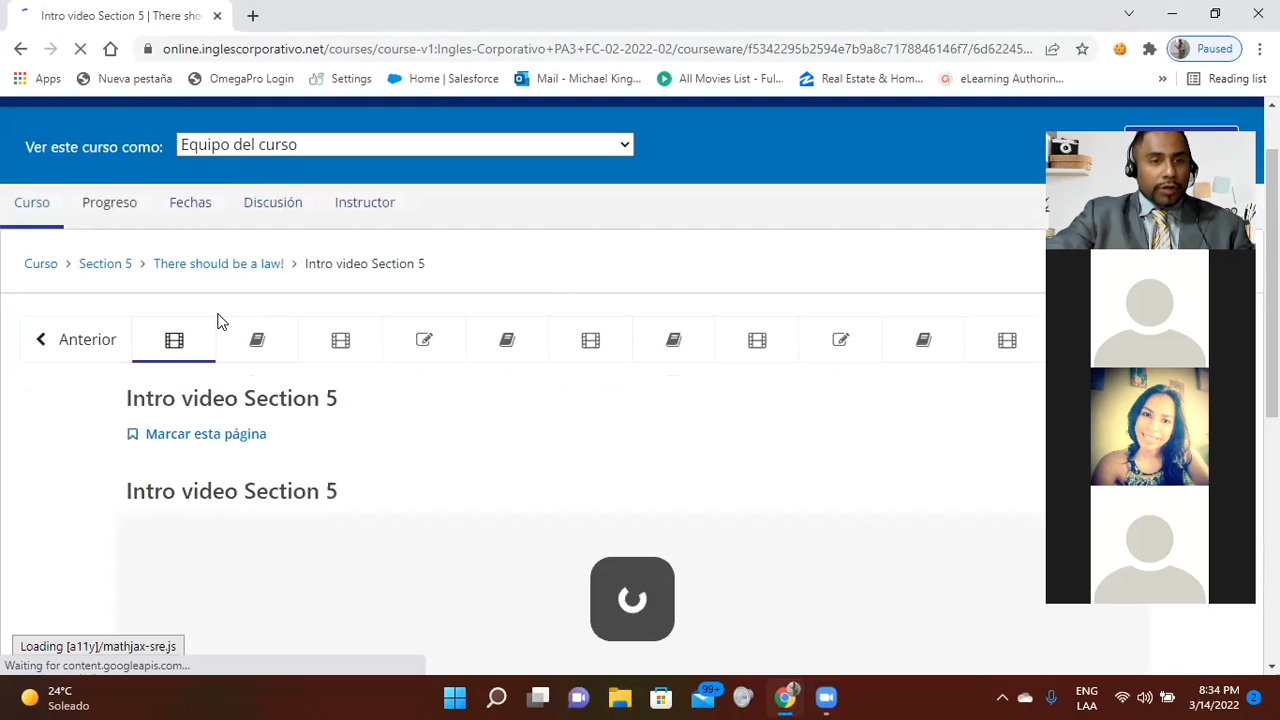 Intro video Section 5 | There sho
online.inglescorporativo.net/courses/course-v1:Ingles-Corporativo+PA3+FC-02-2022-02/courseware/f5342295b2594e7b9a8c7178846146f7/6d62245...
Paused
Apps
Nueva pestaña
OmegaPro Login
Settings
Home | Salesforce
Mail - Michael King...
All Movies List - Ful...
Real Estate & Hom...
eLearning Authorin...
»
Reading list
Ver este curso como:
Equipo del curso
Curso
Progreso
Fechas
Discusión
Instructor
Curso > Section 5 > There should be a law! > Intro video Section 5
Anterior
Intro video Section 5
Marcar esta página
Intro video Section 5
Loading [a11y]/mathjax-sre.js
Waiting for content.googleapis.com...
24°C
Soleado
99+
ENG
LAA
8:34 PM
3/14/2022
2